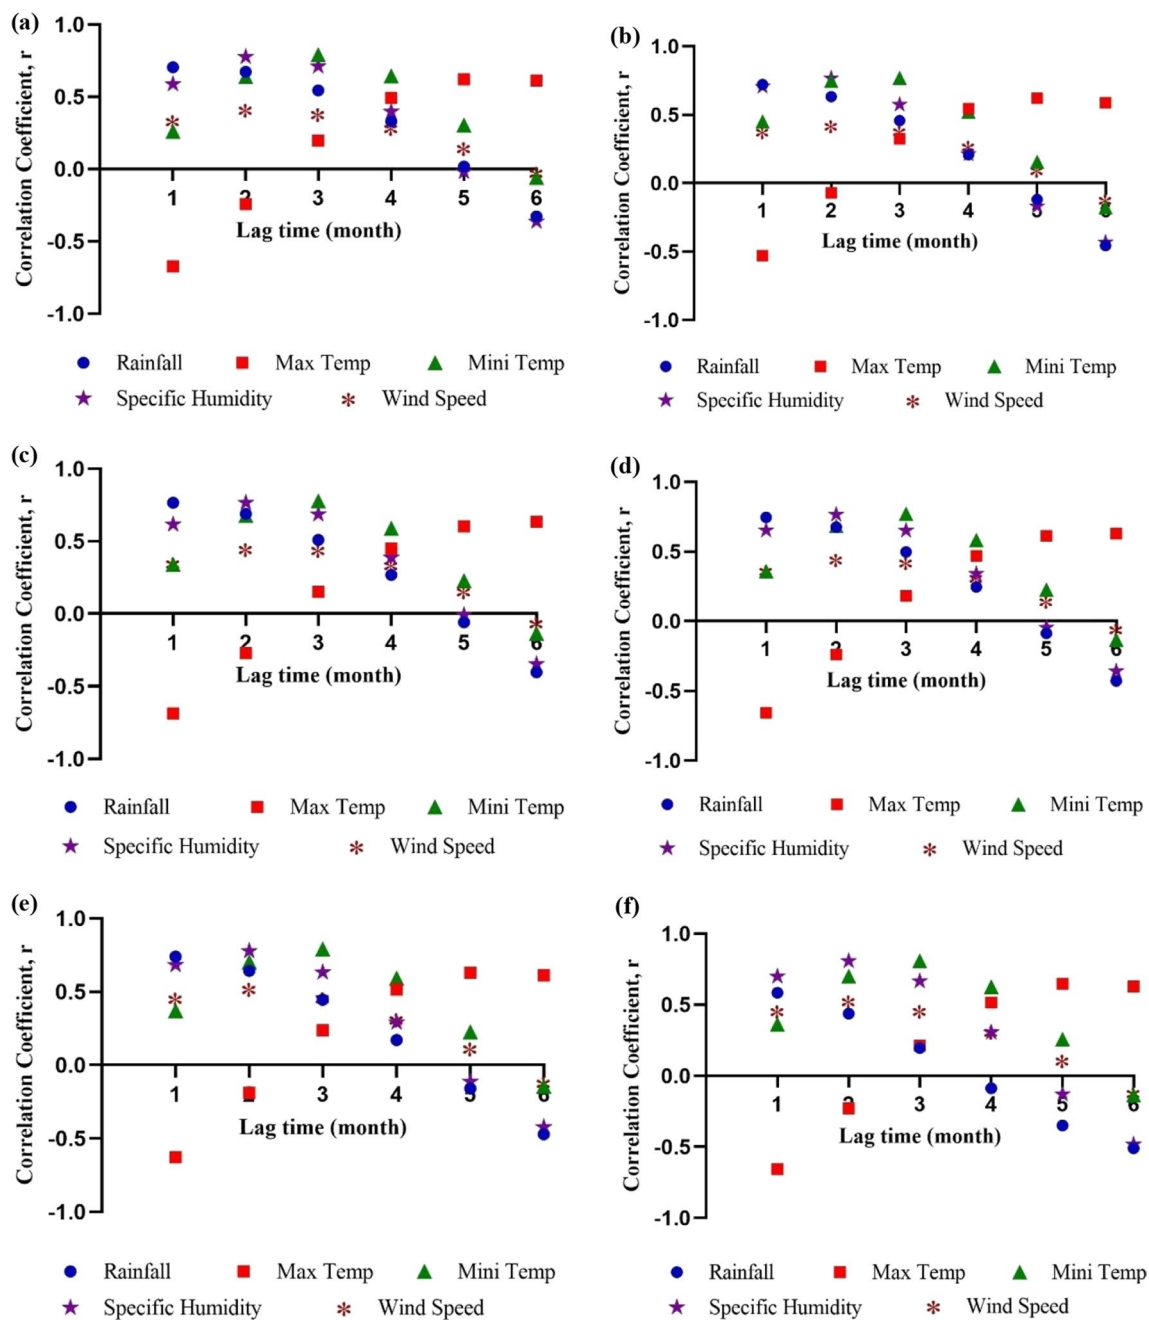 (a)
1.0
0.5
0.0
-0.5
-1.0
Correlation Coefficient, r
1 2 3 4 5 6
Lag time (month)
Rainfall Max Temp Mini Temp
Specific Humidity Wind Speed
(b)
1.0
0.5
0.0
-0.5
-1.0
Correlation Coefficient, r
1 2 3 4 5
Lag time (month)
Rainfall Max Temp Mini Temp
Specific Humidity Wind Speed
(c)
1.0
0.5
0.0
-0.5
-1.0
Correlation Coefficient, r
1 2 3 4 5 6
Lag time (month)
Rainfall Max Temp Mini Temp
Specific Humidity Wind Speed
(d)
1.0
0.5
0.0
-0.5
-1.0
Correlation Coefficient, r
1 2 3 4 5 6
Lag time (month)
Rainfall Max Temp Mini Temp
Specific Humidity Wind Speed
(e)
1.0
0.5
0.0
-0.5
-1.0
Correlation Coefficient, r
1 3 4 5 6
Lag time (month)
Rainfall Max Temp Mini Temp
Specific Humidity Wind Speed
(f)
1.0
0.5
0.0
-0.5
-1.0
Correlation Coefficient, r
1 2 3 4 5 6
Lag time (month)
Rainfall Max Temp Mini Temp
Specific Humidity Wind Speed